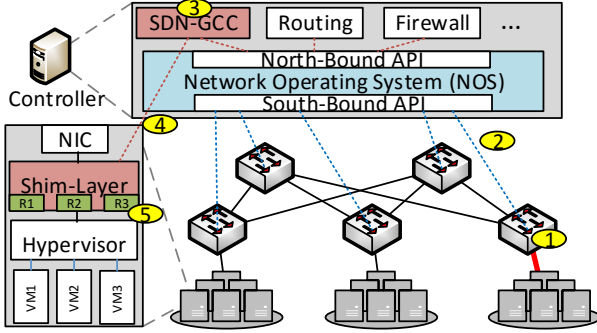 3
SDN-GCC Routing Firewall ...
North-Bound API
Network Operating System (NOS)
South-Bound API
Controller
4
2
NIC
Shim-Layer
R1 R2 R3
5
1
Hypervisor
VM1 VM2 VM3